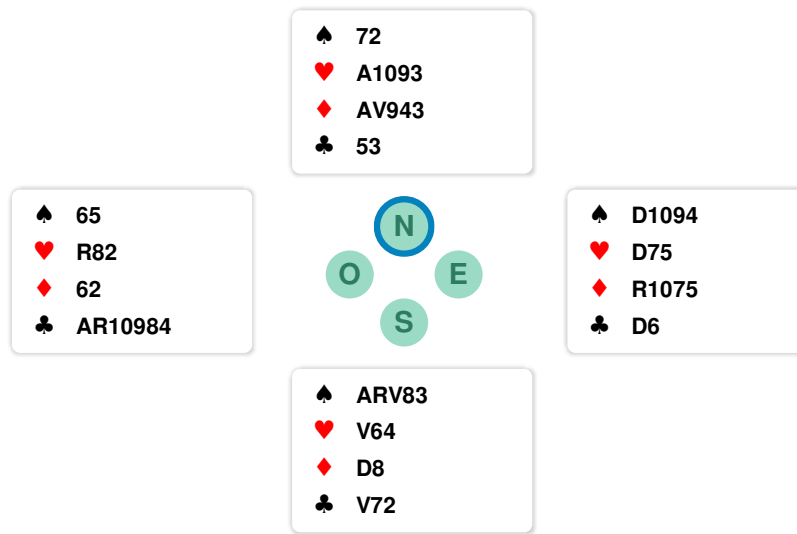 ♠ 72
♥ A1093
♦ AV943
♣ 53
♠ 65
♥ R82
♦ 62
♣ AR10984
N
O
E
S
♠ D1094
♥ D75
♦ R1075
♣ D6
♠ ARV83
♥ V64
♦ D8
♣ V72